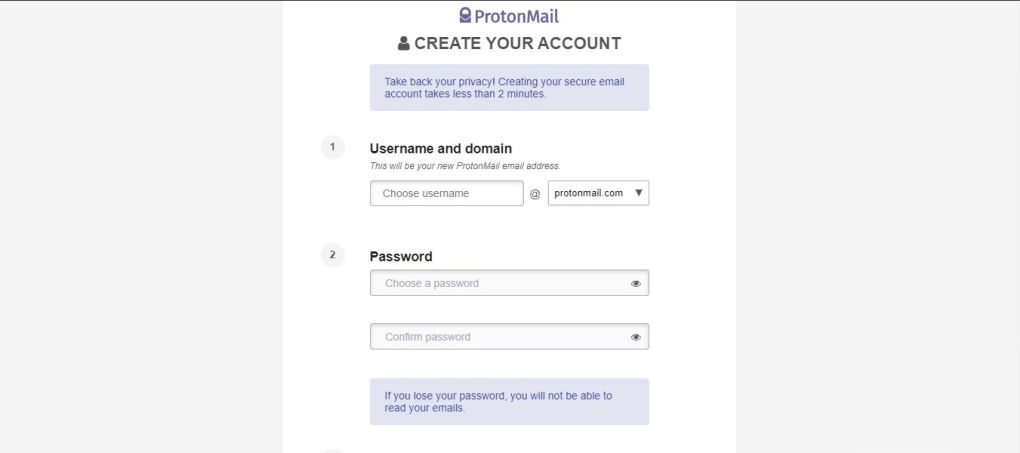 ProtonMail
CREATE YOUR ACCOUNT
Take back your privacy! Creating your secure email
account takes less than 2 minutes.
1
Username and domain
This will be your new ProtonMail email address.
Choose username
@
protonmail.com
2
Password
Choose a password
Confirm password
If you lose your password, you will not be able to
read your emails.